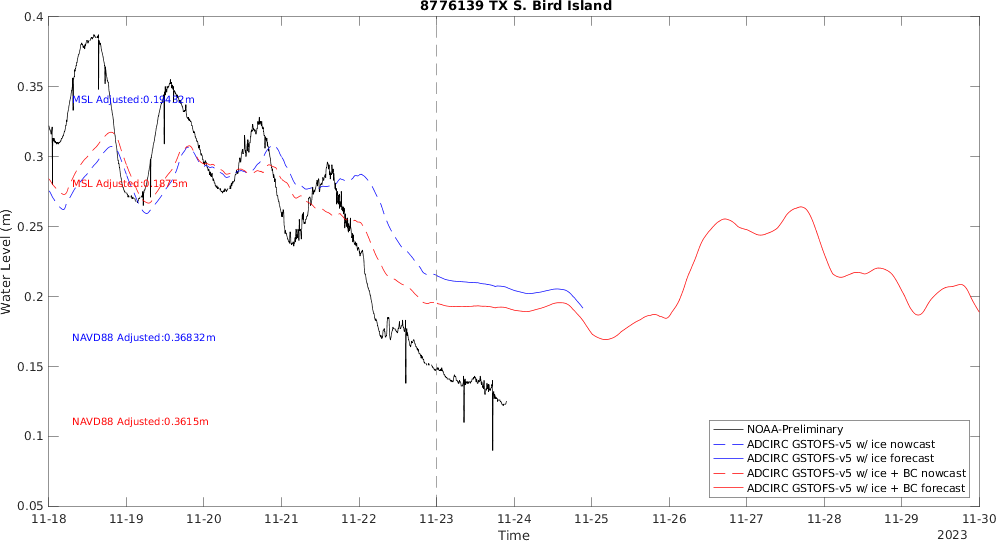 8776139 TX S. Bird Island
0.4
0.35
0.3
0.25
0.2
0.15
0.1
0.05
Water Level (m)
MSL Adjusted:0.19482m
MSL Adjusted:0.1875m
NAVD88 Adjusted:0.36832m
NAVD88 Adjusted:0.3615m
NOAA-Preliminary
ADCIRC GSTOFS-v5 w/ ice nowcast
ADCIRC GSTOFS-v5 w/ ice forecast
ADCIRC GSTOFS-v5 w/ ice + BC nowcast
ADCIRC GSTOFS-v5 w/ ice + BC forecast
11-18 11-19 11-20 11-21 11-22 11-23 11-24 11-25 11-26 11-27 11-28 11-29 11-30
Time
2023